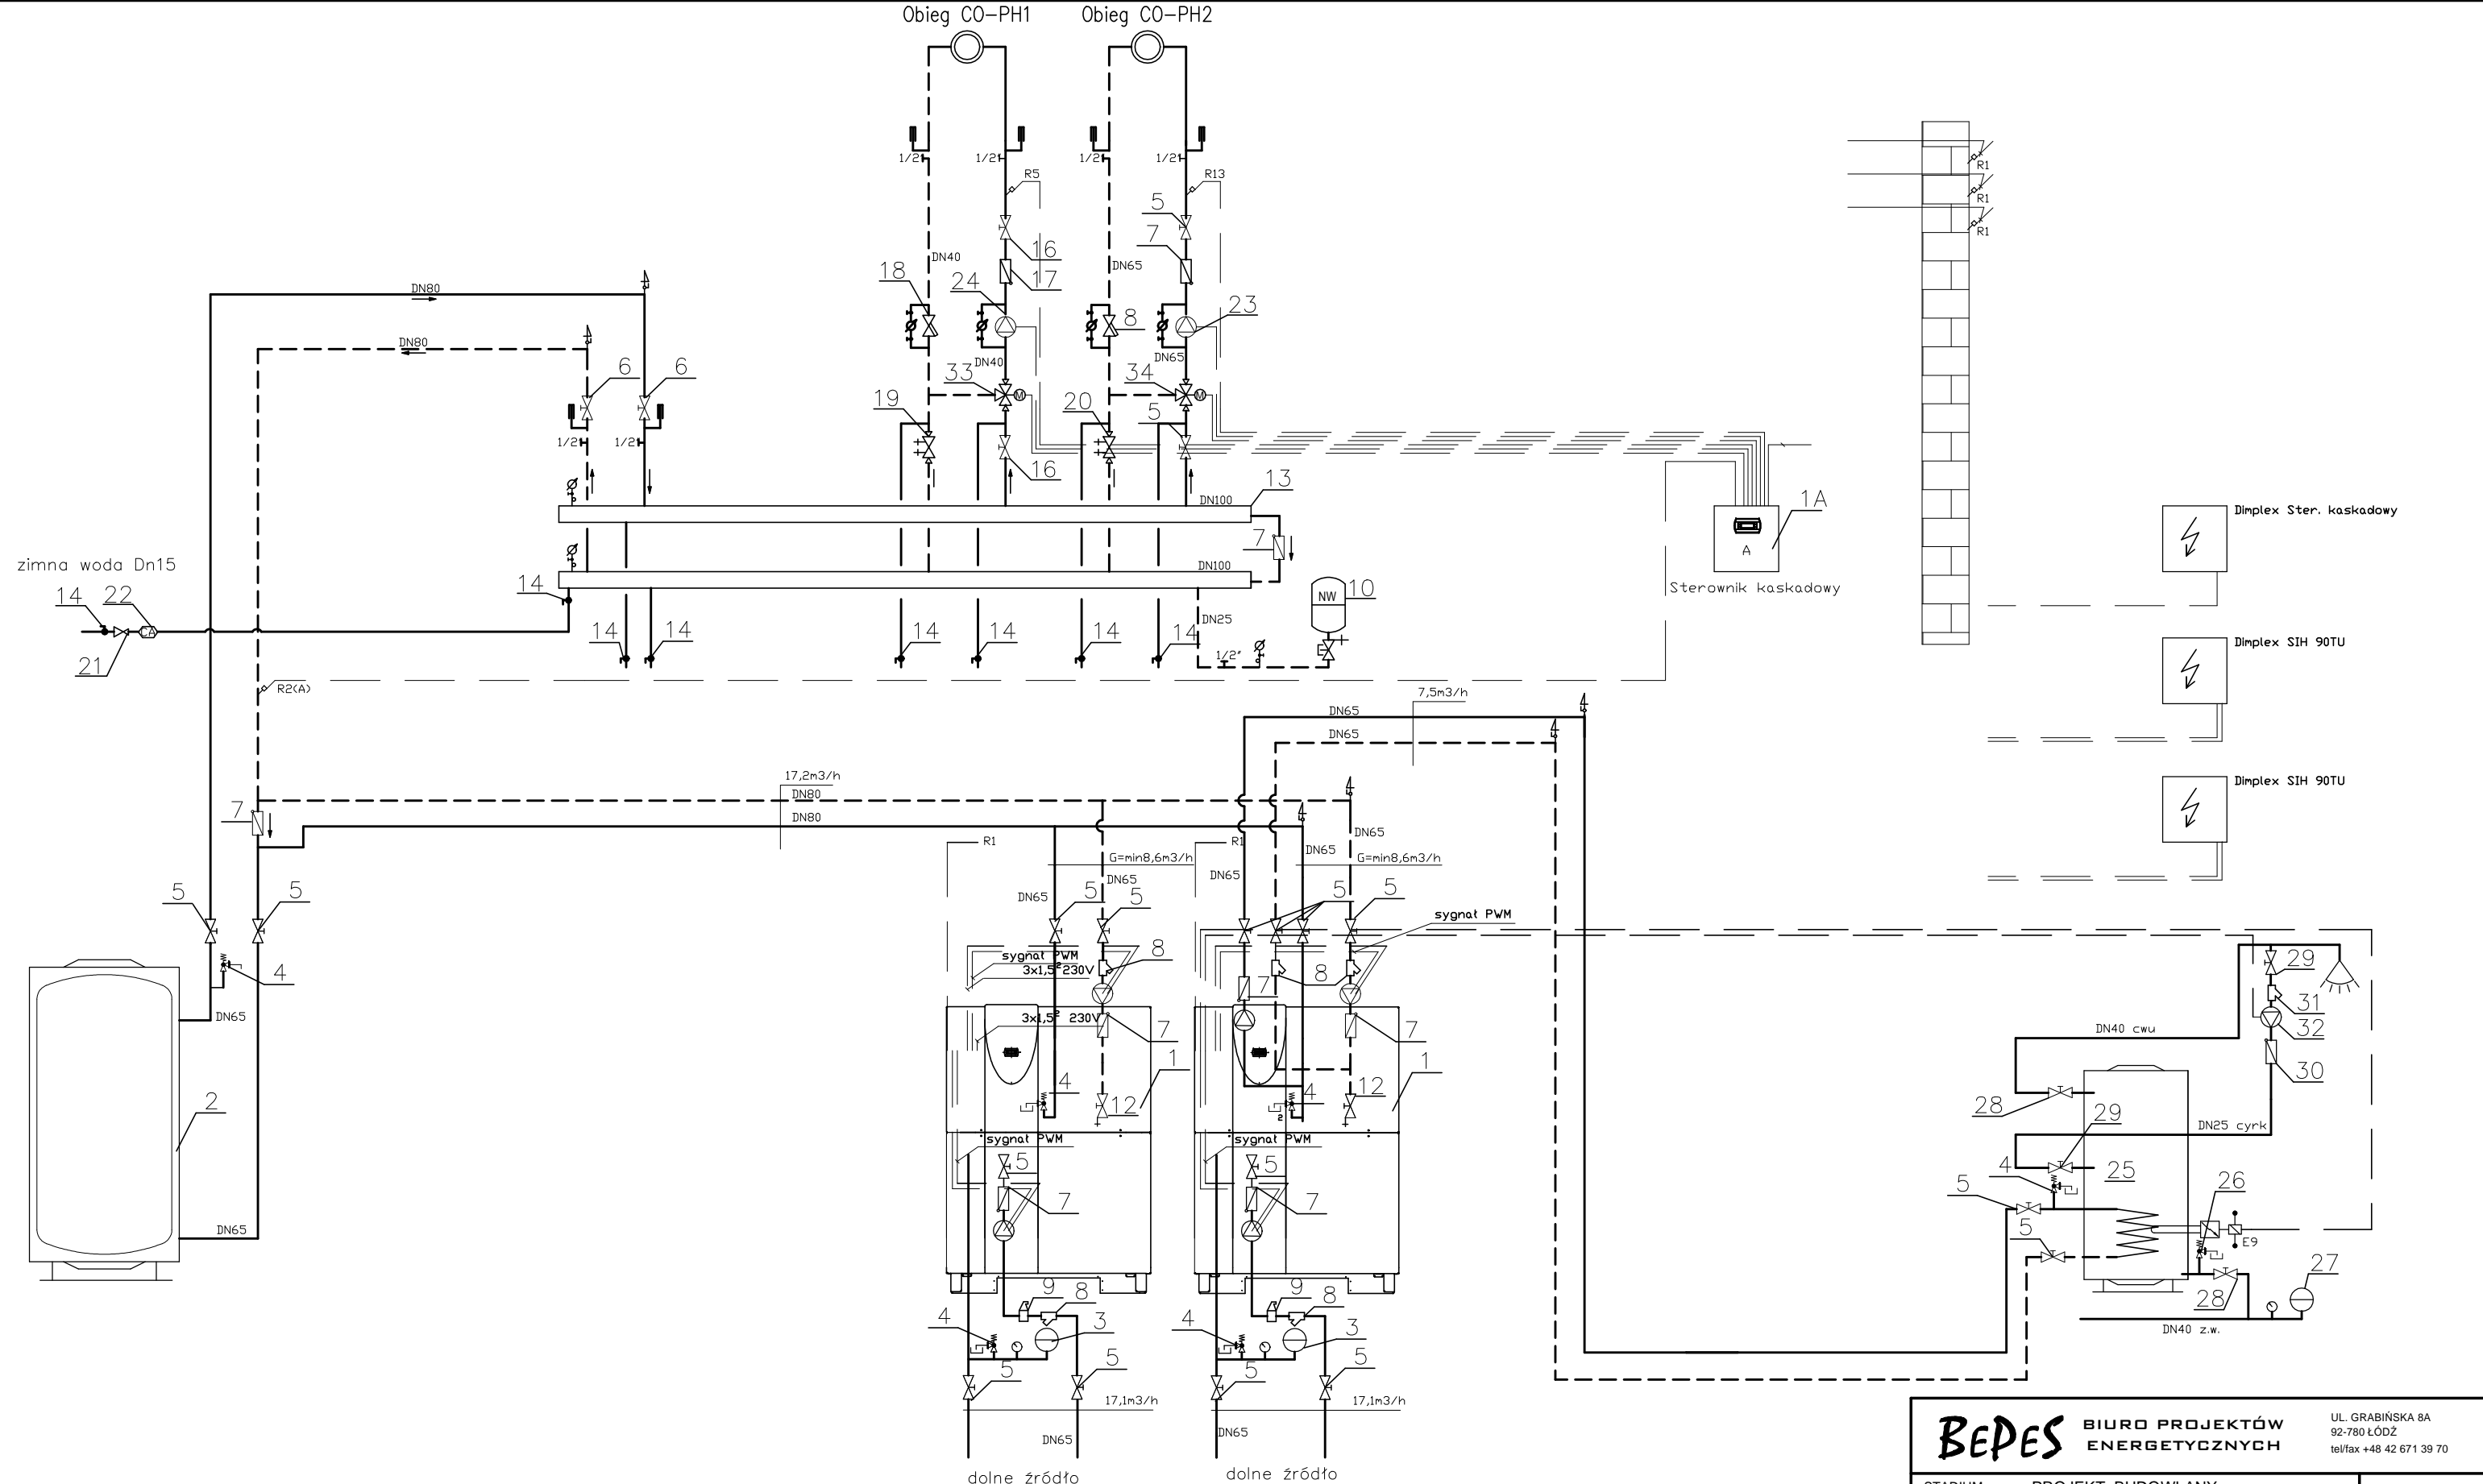 Obieg CO-PH1
Obieg CO-PH2
1/2"
1/2"
1/2"
1/2"
R5
R13
R1
R1
R1
5
16
7
17
DN40
DN65
18
24
8
23
DN80
DN80
DN40
DN65
6
6
33
M
34
M
19
20
5
1/2"
1/2"
16
13
DN100
1A
A
Sterownik kaskadowy
Dimplex Ster. kaskadowy
7
DN100
zimna woda Dn15
14
22
CA
21
14
14
14
14
14
14
14
NW
10
DN25
1/2"
R2(A)
Dimplex SIH 90TU
7,5m3/h
DN65
DN65
17,2m3/h
DN80
DN80
Dimplex SIH 90TU
7
R1
G=min8,6m3/h
DN65
DN65
R1
DN65
DN65
DN65
G=min8,6m3/h
5
5
5
5
5
5
sygnał PWM
4
sygnał PWM
3x1,5² 230V
8
7
8
3x1,5² 230V
7
7
DN65
1
1
4
12
4
12
2
2
sygnał PWM
sygnał PWM
5
5
7
7
DN65
29
31
32
DN40 cwu
30
28
29
DN25 cyrk
4
25
26
5
5
E9
27
28
DN40 z.w.
9
8
9
8
4
3
4
3
5
5
5
5
17,1m3/h
17,1m3/h
DN65
DN65
dolne źródło
dolne źródło
BEPES
BIURO PROJEKTÓW
ENERGETYCZNYCH
UL. GRABIŃSKA 8A
92-780 ŁÓDŹ
tel/fax +48 42 671 39 70